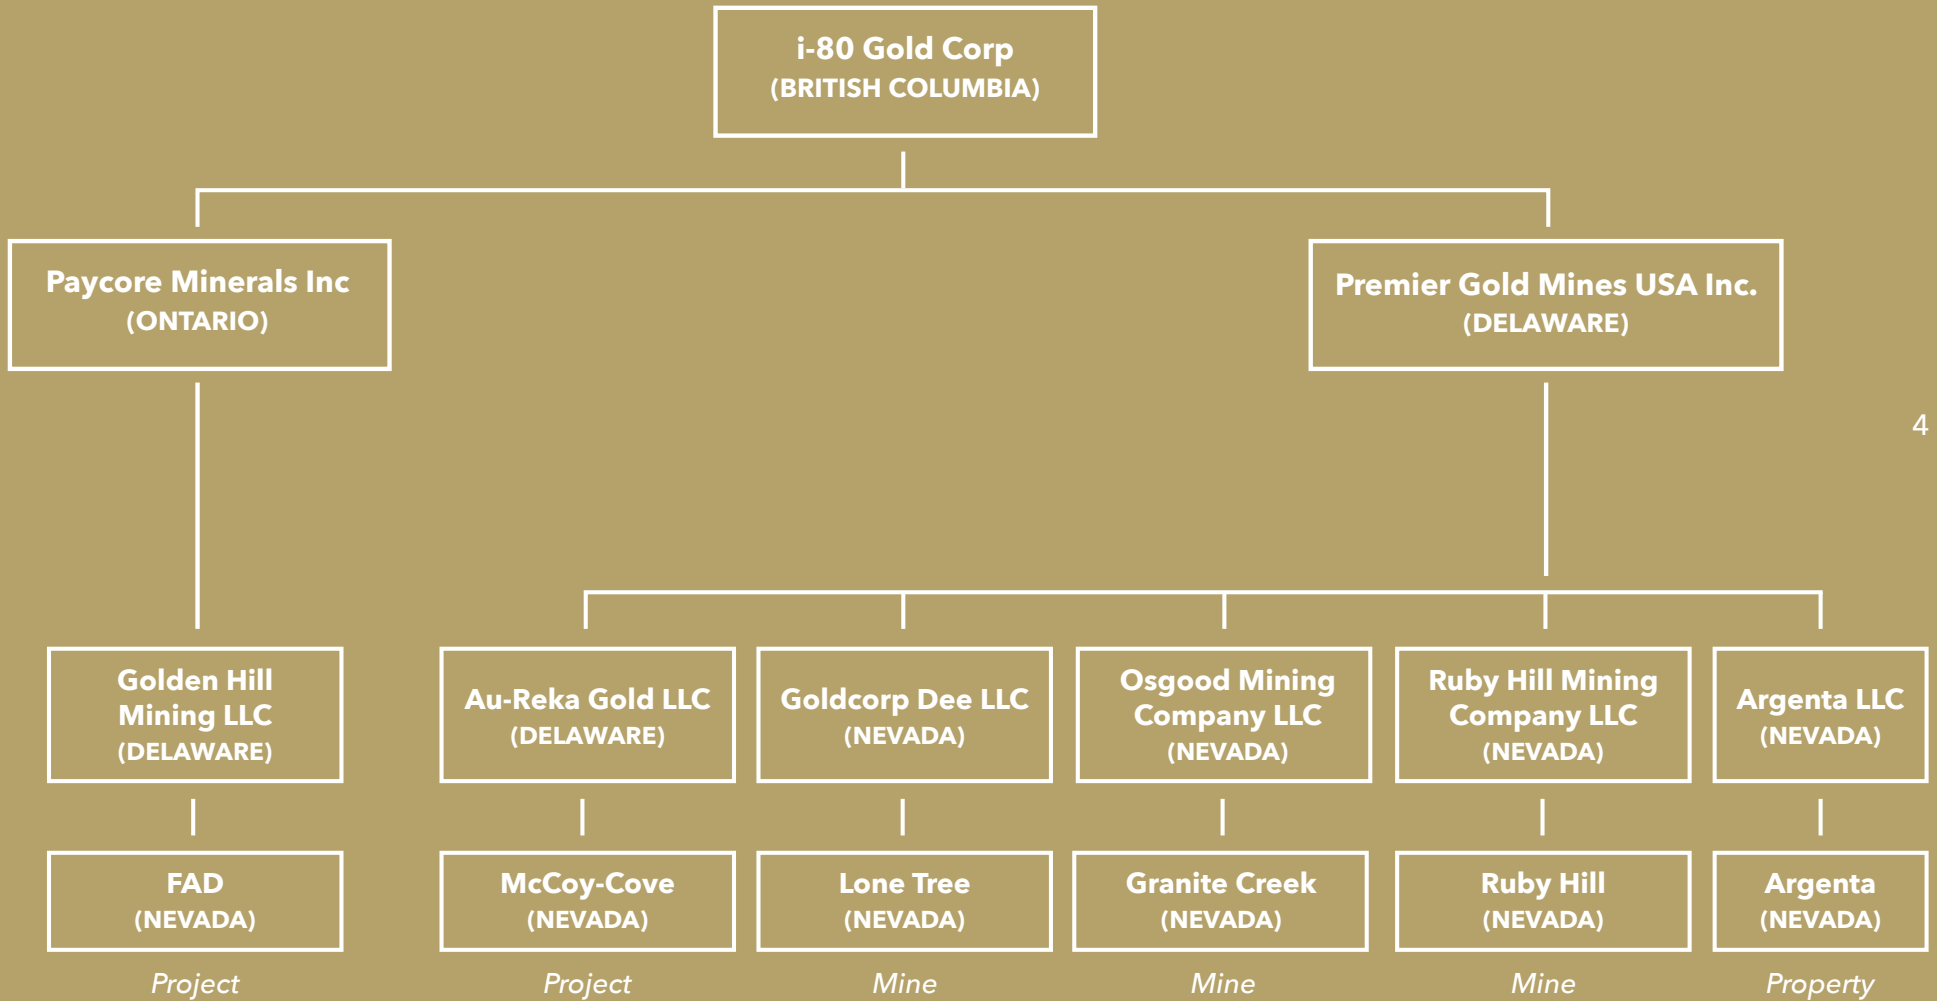 i-80 Gold Corp
(BRITISH COLUMBIA)
Paycore Minerals Inc
(ONTARIO)
Premier Gold Mines USA Inc.
(DELAWARE)
4
Golden Hill
Mining LLC
(DELAWARE)
Au-Reka Gold LLC
(DELAWARE)
Goldcorp Dee LLC
(NEVADA)
Osgood Mining
Company LLC
(NEVADA)
Ruby Hill Mining
Company LLC
(NEVADA)
Argenta LLC
(NEVADA)
FAD
(NEVADA)
McCoy-Cove
(NEVADA)
Lone Tree
(NEVADA)
Granite Creek
(NEVADA)
Ruby Hill
(NEVADA)
Argenta
(NEVADA)
Project
Project
Mine
Mine
Mine
Property